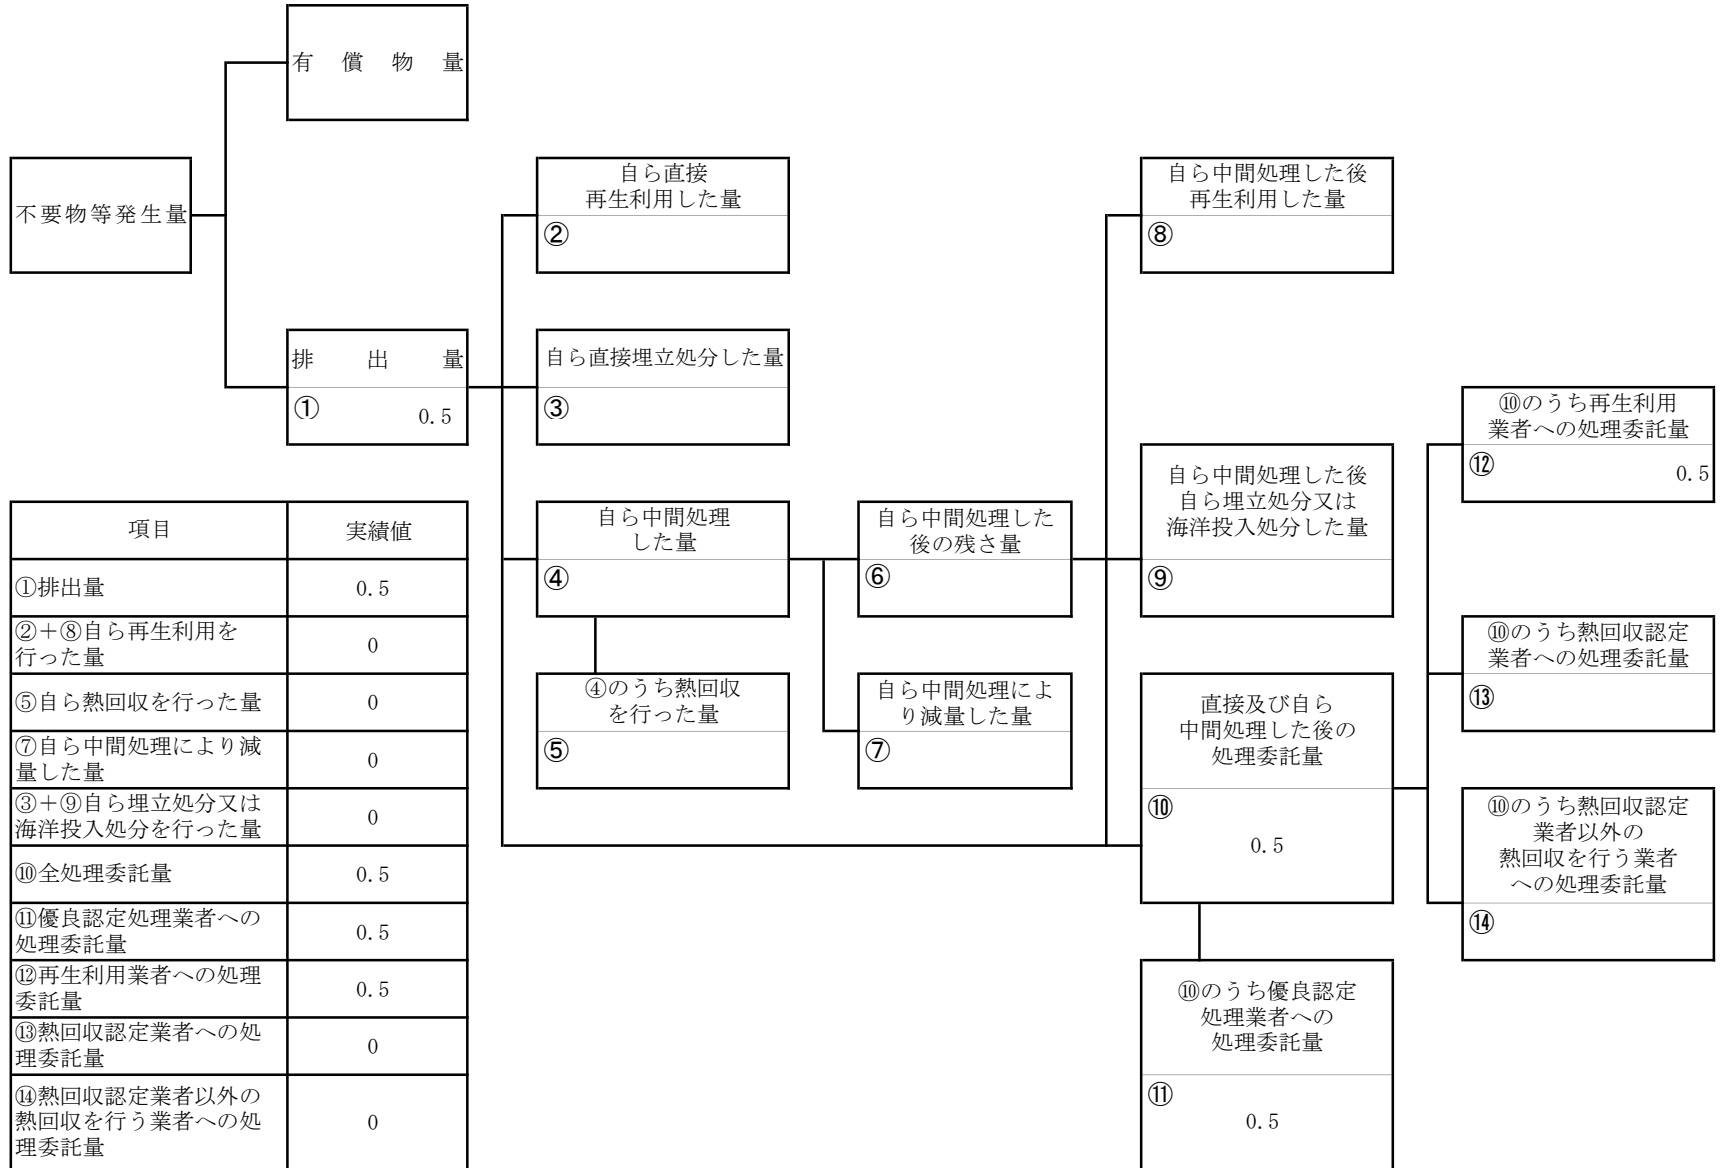 有償物量
不要物等発生量
自ら直接
再生利用した量
②
自ら中間処理した後
再生利用した量
⑧
排出量
①
0.5
自ら直接埋立処分した量
③
⑩のうち再生利用
業者への処理委託量
⑫
0.5
自ら中間処理した後
自ら埋立処分又は
海洋投入処分した量
⑨
自ら中間処理
した量
④
自ら中間処理した
後の残さ量
⑥
⑩のうち熱回収認定
業者への処理委託量
⑬
④のうち熱回収
を行った量
⑤
自ら中間処理によ
り減量した量
⑦
直接及び自ら
中間処理した後の
処理委託量
⑩
0.5
⑩のうち熱回収認定
業者以外の
熱回収を行う業者
への処理委託量
⑭
⑩のうち優良認定
処理業者への
処理委託量
⑪
0.5
項目 実績値
①排出量 0.5
②＋⑧自ら再生利用を
行った量 0
⑤自ら熱回収を行った量 0
⑦自ら中間処理により減
量した量 0
③＋⑨自ら埋立処分又は
海洋投入処分を行った量 0
⑩全処理委託量 0.5
⑪優良認定処理業者への
処理委託量 0.5
⑫再生利用業者への処理
委託量 0.5
⑬熱回収認定業者への処
理委託量 0
⑭熱回収認定業者以外の
熱回収を行う業者への処
理委託量 0